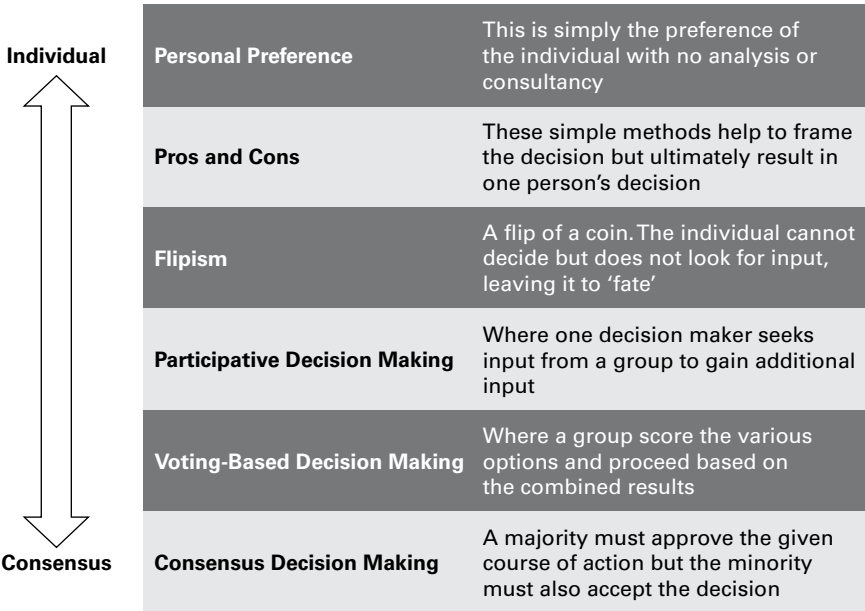 Individual
Personal Preference
This is simply the preference of
the individual with no analysis or
consultancy
Pros and Cons
These simple methods help to frame
the decision but ultimately result in
one person’s decision
Flipism
A flip of a coin. The individual cannot
decide but does not look for input,
leaving it to ‘fate’
Participative Decision Making
Where one decision maker seeks
input from a group to gain additional
input
Voting-Based Decision Making
Where a group score the various
options and proceed based on
the combined results
Consensus
Consensus Decision Making
A majority must approve the given
course of action but the minority
must also accept the decision